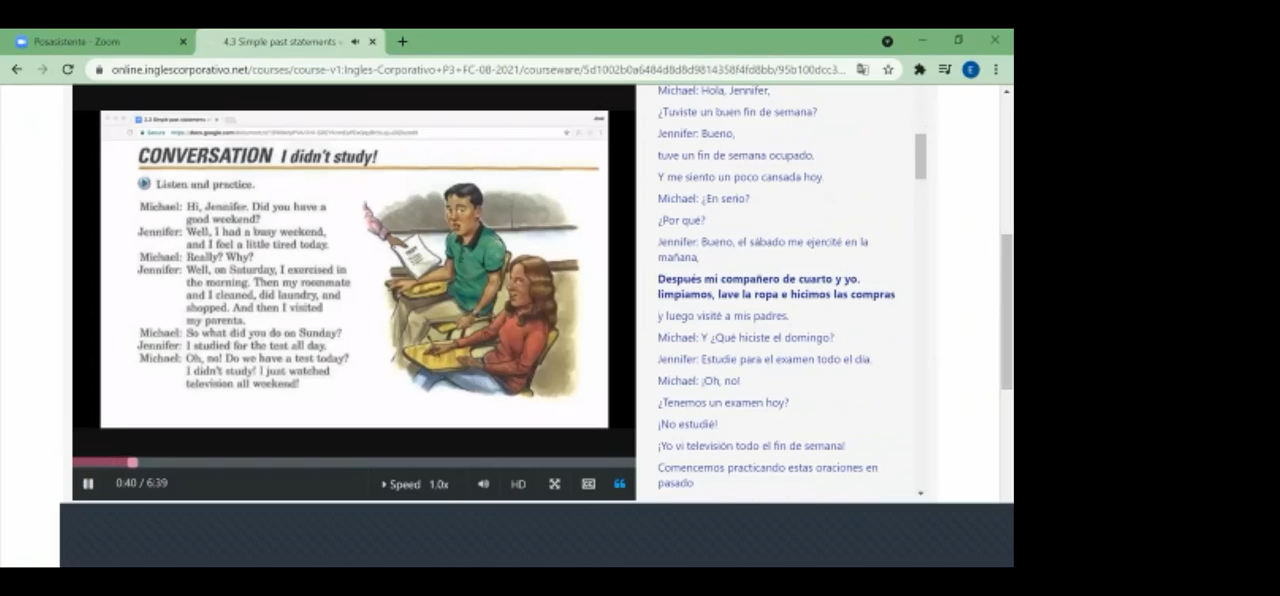 Posasistente - Zoom
4.3 Simple past statements -
online.inglescorporativo.net/courses/course-v1:Ingles-Corporativo+P3+FC-08-2021/courseware/5d1002b0a6484d8d8d9814358f4fd8bb/95b100dcc3...
E
4.3 Simple past statements
Secure
CONVERSATION I didn't study!
Listen and practice.
Michael: Hi, Jennifer. Did you have a
good weekend?
Jennifer: Well, I had a busy weekend,
and I feel a little tired today.
Michael: Really? Why?
Jennifer: Well, on Saturday, I exercised in
the morning. Then my roommate
and I cleaned, did laundry, and
shopped. And then I visited
my parents.
Michael: So what did you do on Sunday?
Jennifer: I studied for the test all day.
Michael: Oh, no! Do we have a test today?
I didn't study! I just watched
television all weekend!
0:40 / 6:39
Speed 1.0x
HD
Michael: Hola, Jennifer,
¿Tuviste un buen fin de semana?
Jennifer: Bueno,
tuve un fin de semana ocupado.
Y me siento un poco cansada hoy.
Michael: ¿En serio?
¿Por qué?
Jennifer: Bueno, el sábado me ejercité en la
mañana,
Después mi compañero de cuarto y yo.
limpiamos, lave la ropa e hicimos las compras
y luego visité a mis padres.
Michael: Y ¿Qué hiciste el domingo?
Jennifer: Estudie para el examen todo el día.
Michael: ¡Oh, no!
¿Tenemos un examen hoy?
¡No estudié!
¡Yo vi televisión todo el fin de semana!
Comencemos practicando estas oraciones en
pasado